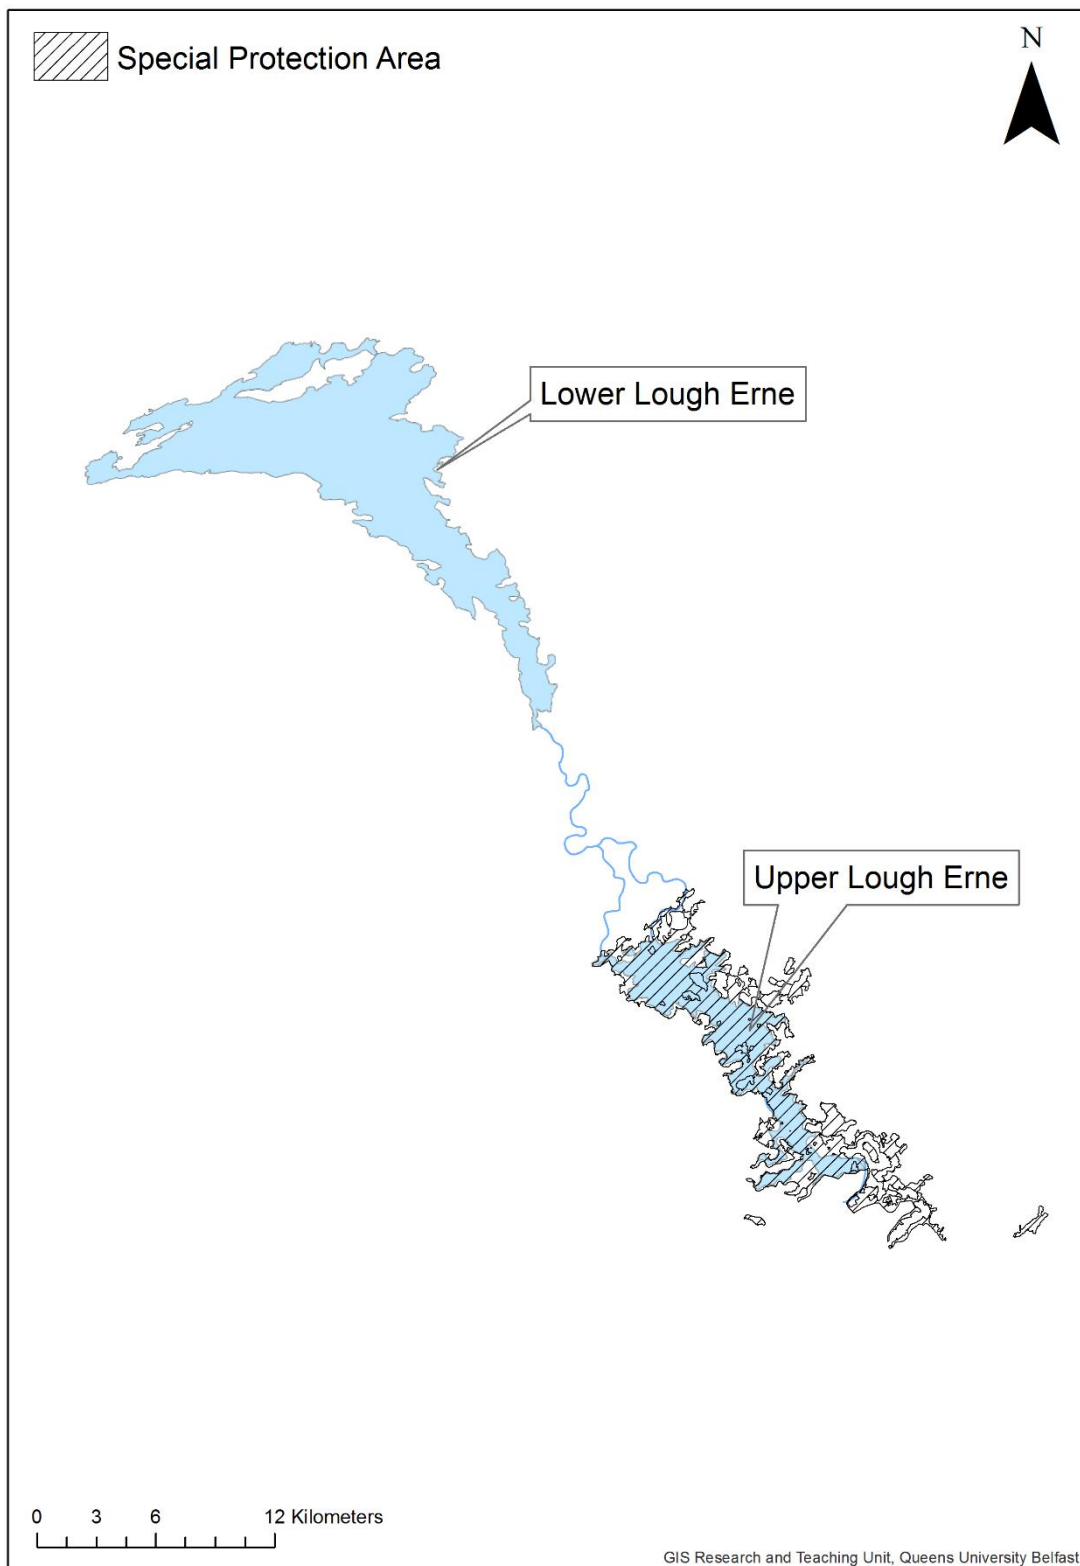 Special Protection Area
N
Lower Lough Erne
Upper Lough Erne
0 3 6 12 Kilometers
GIS Research and Teaching Unit, Queens University Belfast